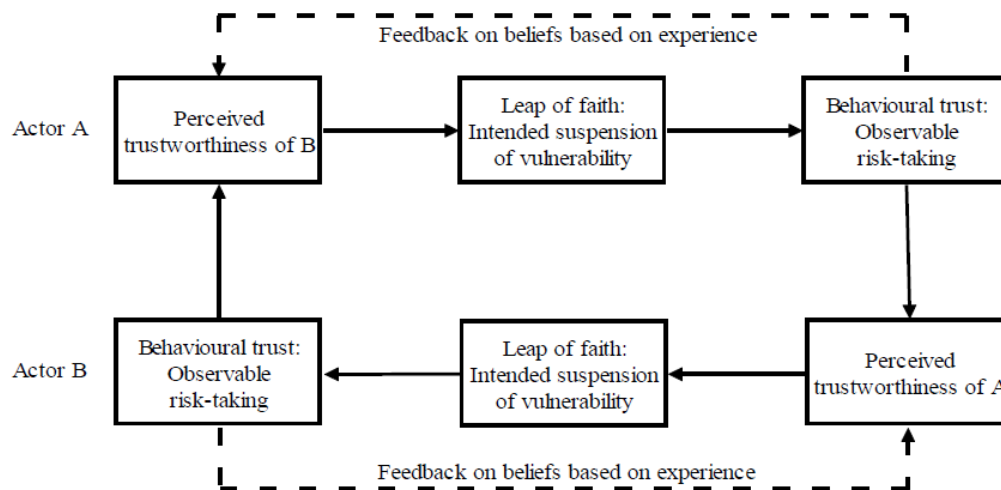 Feedback on beliefs based on experience
Actor A
Perceived
trustworthiness of B
Leap of faith:
Intended suspension
of vulnerability
Behavioural trust:
Observable
risk-taking
Actor B
Behavioural trust:
Observable
risk-taking
Leap of faith:
Intended suspension
of vulnerability
Perceived
trustworthiness of A
Feedback on beliefs based on experience